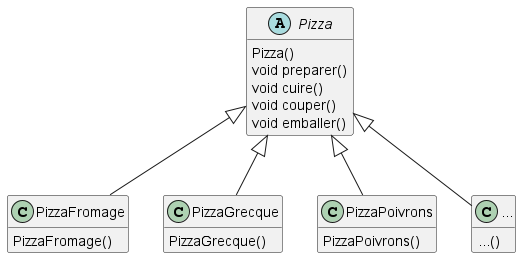 A Pizza
Pizza()
void preparer()
void cuire()
void couper()
void emballer()
C PizzaFromage
PizzaFromage()
C PizzaGrecque
PizzaGrecque()
C PizzaPoivrons
PizzaPoivrons()
C ...
...()